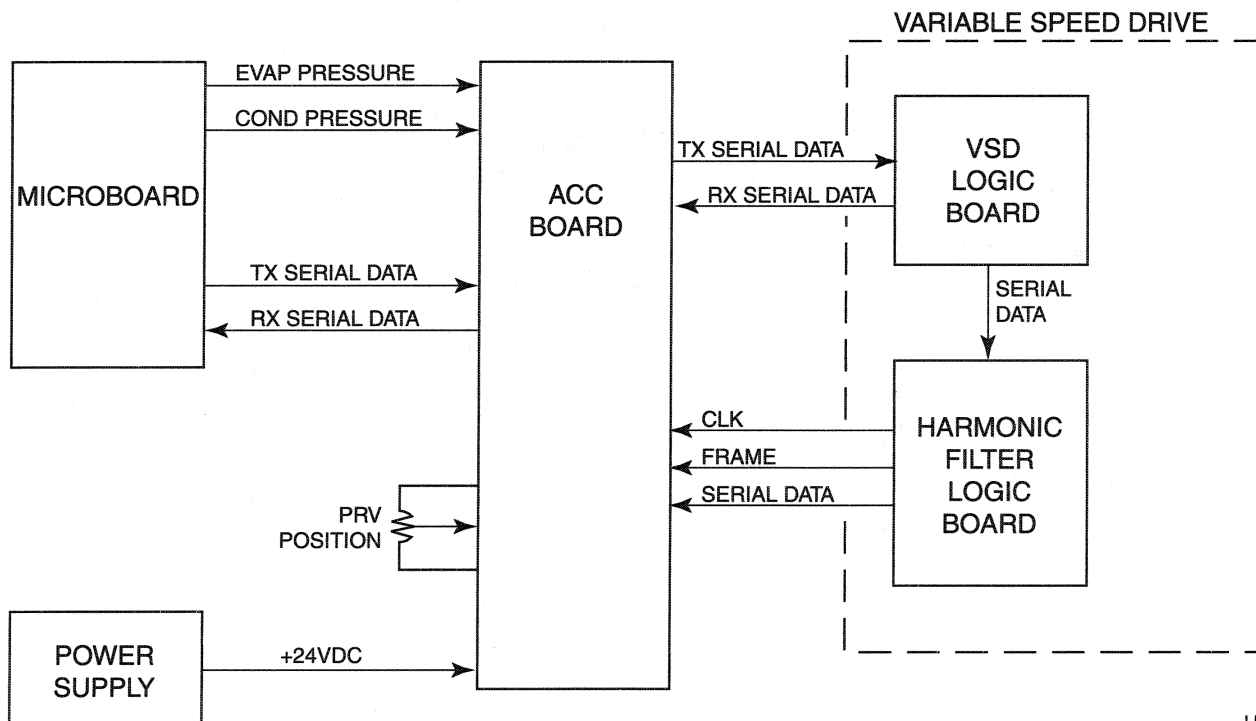 VARIABLE SPEED DRIVE
MICROBOARD
EVAP PRESSURE
COND PRESSURE
TX SERIAL DATA
RX SERIAL DATA
ACC
BOARD
TX SERIAL DATA
RX SERIAL DATA
VSD
LOGIC
BOARD
SERIAL
DATA
HARMONIC
FILTER
LOGIC
BOARD
CLK
FRAME
SERIAL DATA
PRV
POSITION
POWER
SUPPLY
+24VDC